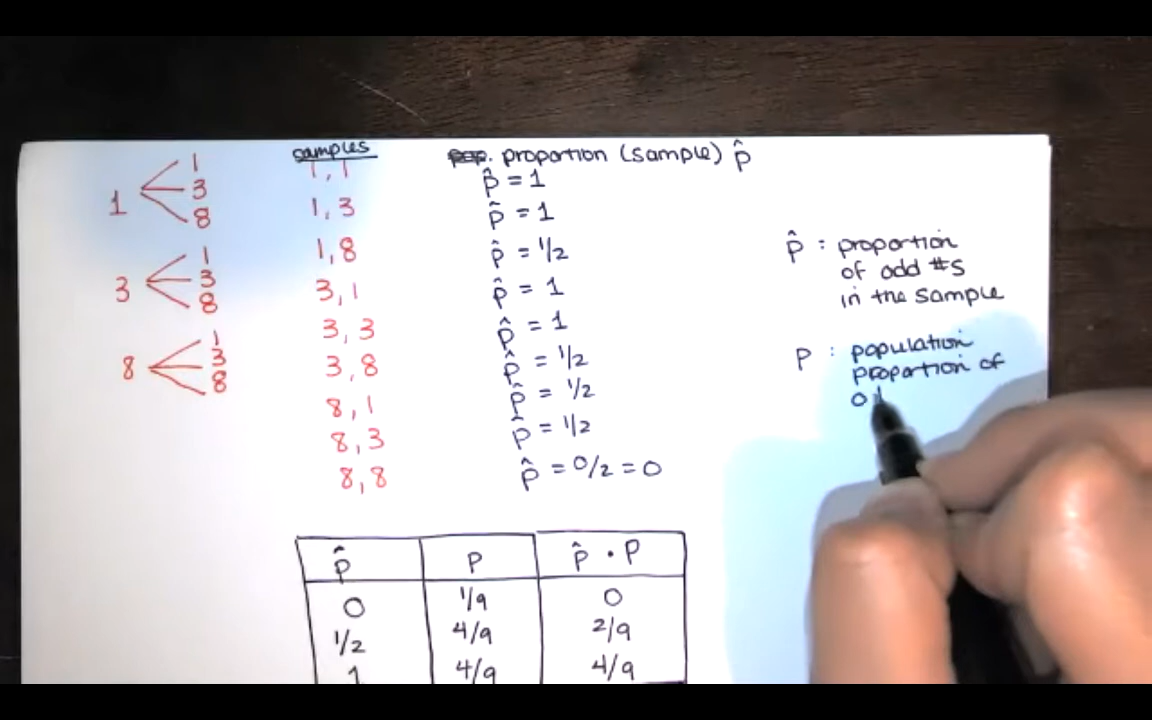 samples
pop. proportion (sample) p̂
1 1
3
8
1, 1
1, 3
1, 8
p̂ = 1
p̂ = 1
p̂ = 1/2
3 1
3
8
3, 1
3, 3
3, 8
p̂ = 1
p̂ = 1
p̂ = 1/2
8 1
3
8
8, 1
8, 3
8, 8
p̂ = 1/2
p̂ = 1/2
p̂ = 0/2 = 0
p̂ : proportion
of odd #s
in the sample
P : population
proportion of
o
p̂ P p̂ · P
0 1/9 0
1/2 4/9 2/9
1 4/9 4/9